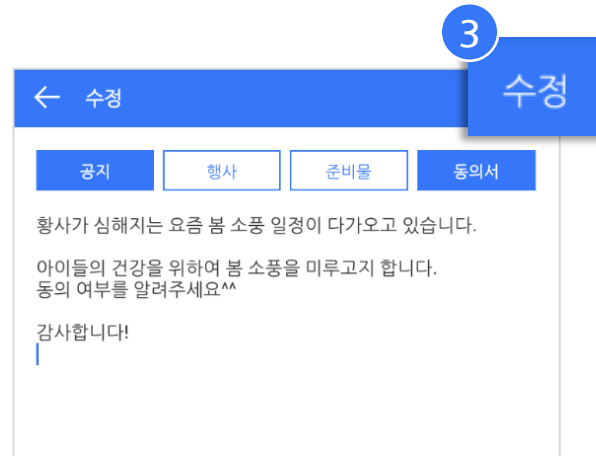 3
수정
수정
공지 행사 준비물 동의서
황사가 심해지는 요즘 봄 소풍 일정이 다가오고 있습니다.
아이들의 건강을 위하여 봄 소풍을 미루고지 합니다.
동의 여부를 알려주세요^^
감사합니다!